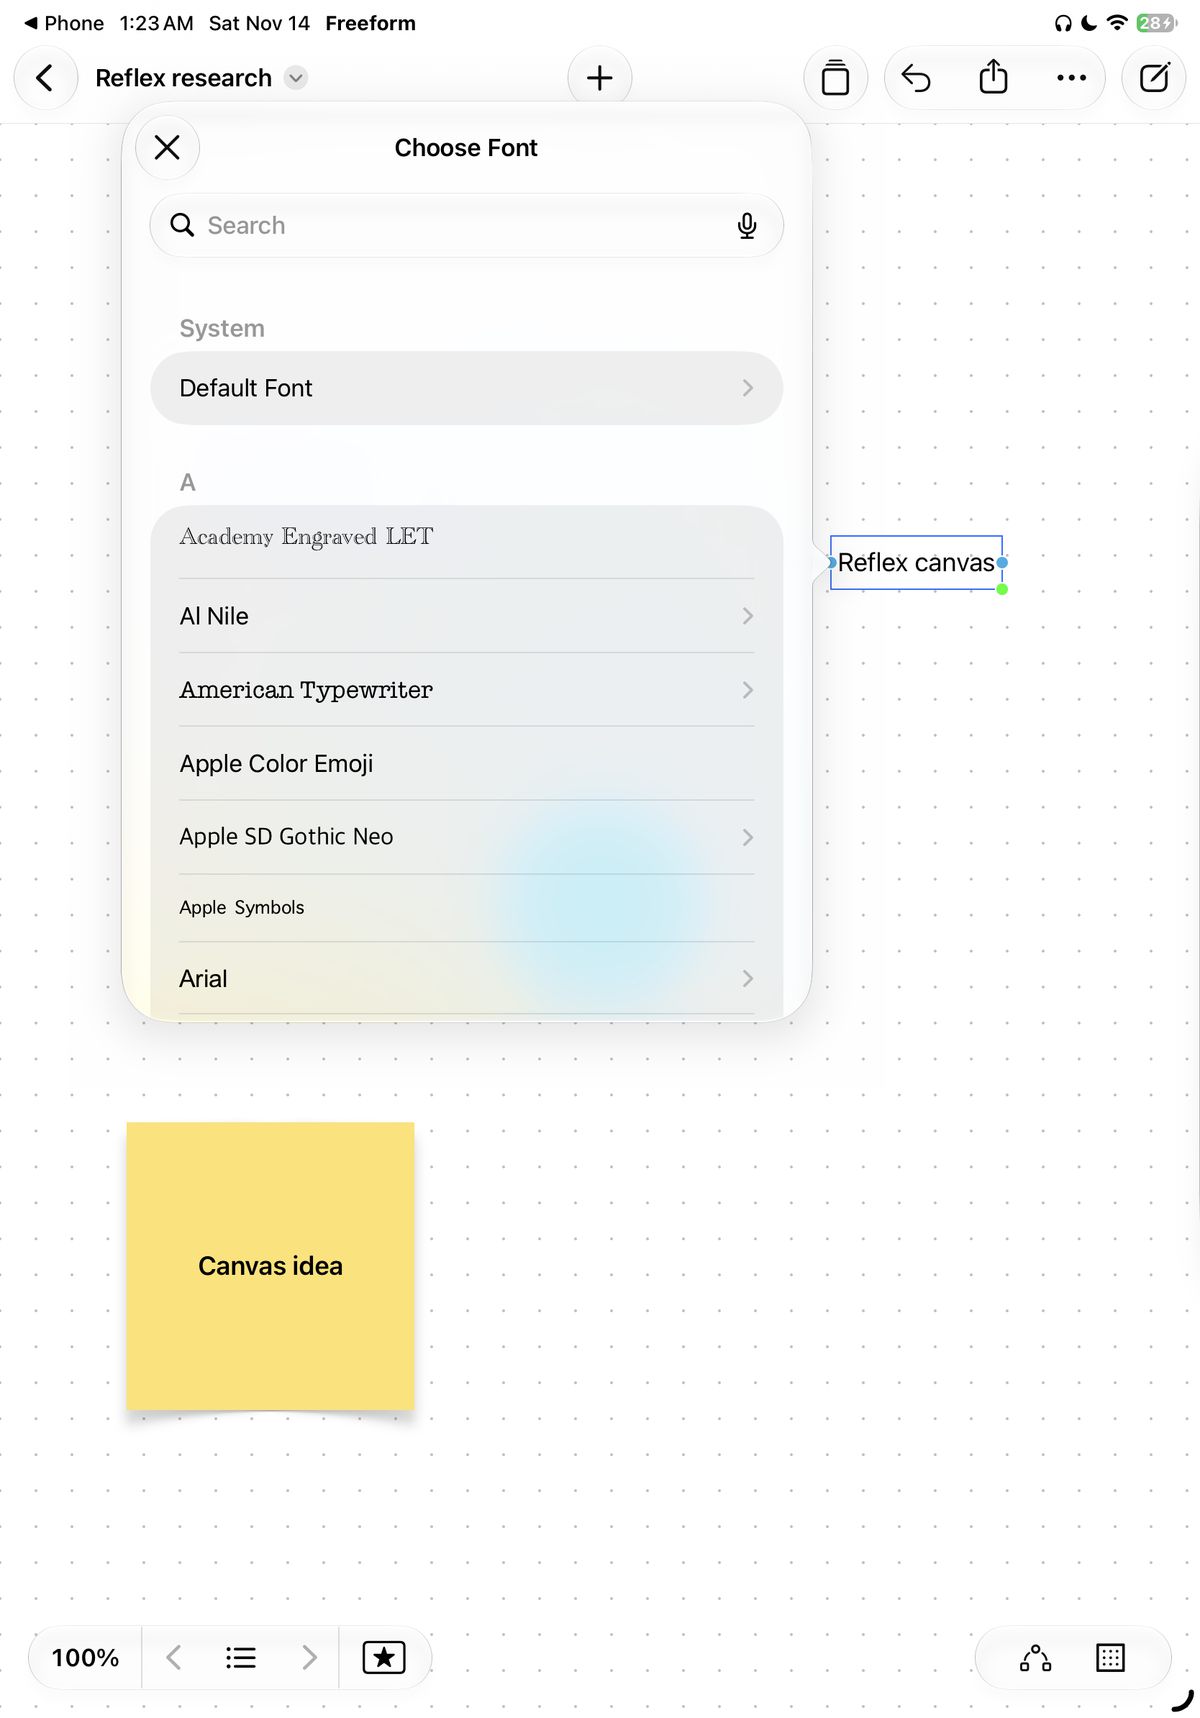 Phone 1:23 AM Sat Nov 14 Freeform 28
Reflex research
Choose Font
Search
System
Default Font
A
Academy Engraved LET
Reflex canvas
Al Nile
American Typewriter
Apple Color Emoji
Apple SD Gothic Neo
Apple Symbols
Arial
Canvas idea
100%